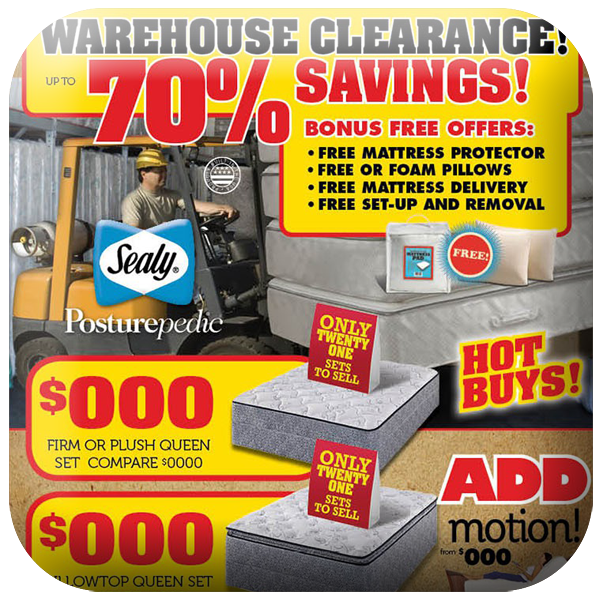 WAREHOUSE CLEARANCE!
UP TO
70% SAVINGS!
BONUS FREE OFFERS:
• FREE MATTRESS PROTECTOR
• FREE OR FOAM PILLOWS
• FREE MATTRESS DELIVERY
• FREE SET-UP AND REMOVAL
MATTRESS PAD
FREE!
Sealy®
Posturepedic
ONLY
TWENTY
ONE
SETS
TO SELL
HOT
BUYS!
$000
FIRM OR PLUSH QUEEN
SET COMPARE $0000
ONLY
TWENTY
ONE
SETS
TO SELL
ADD
motion!
from $000
$000
LLOWTOP QUEEN SET